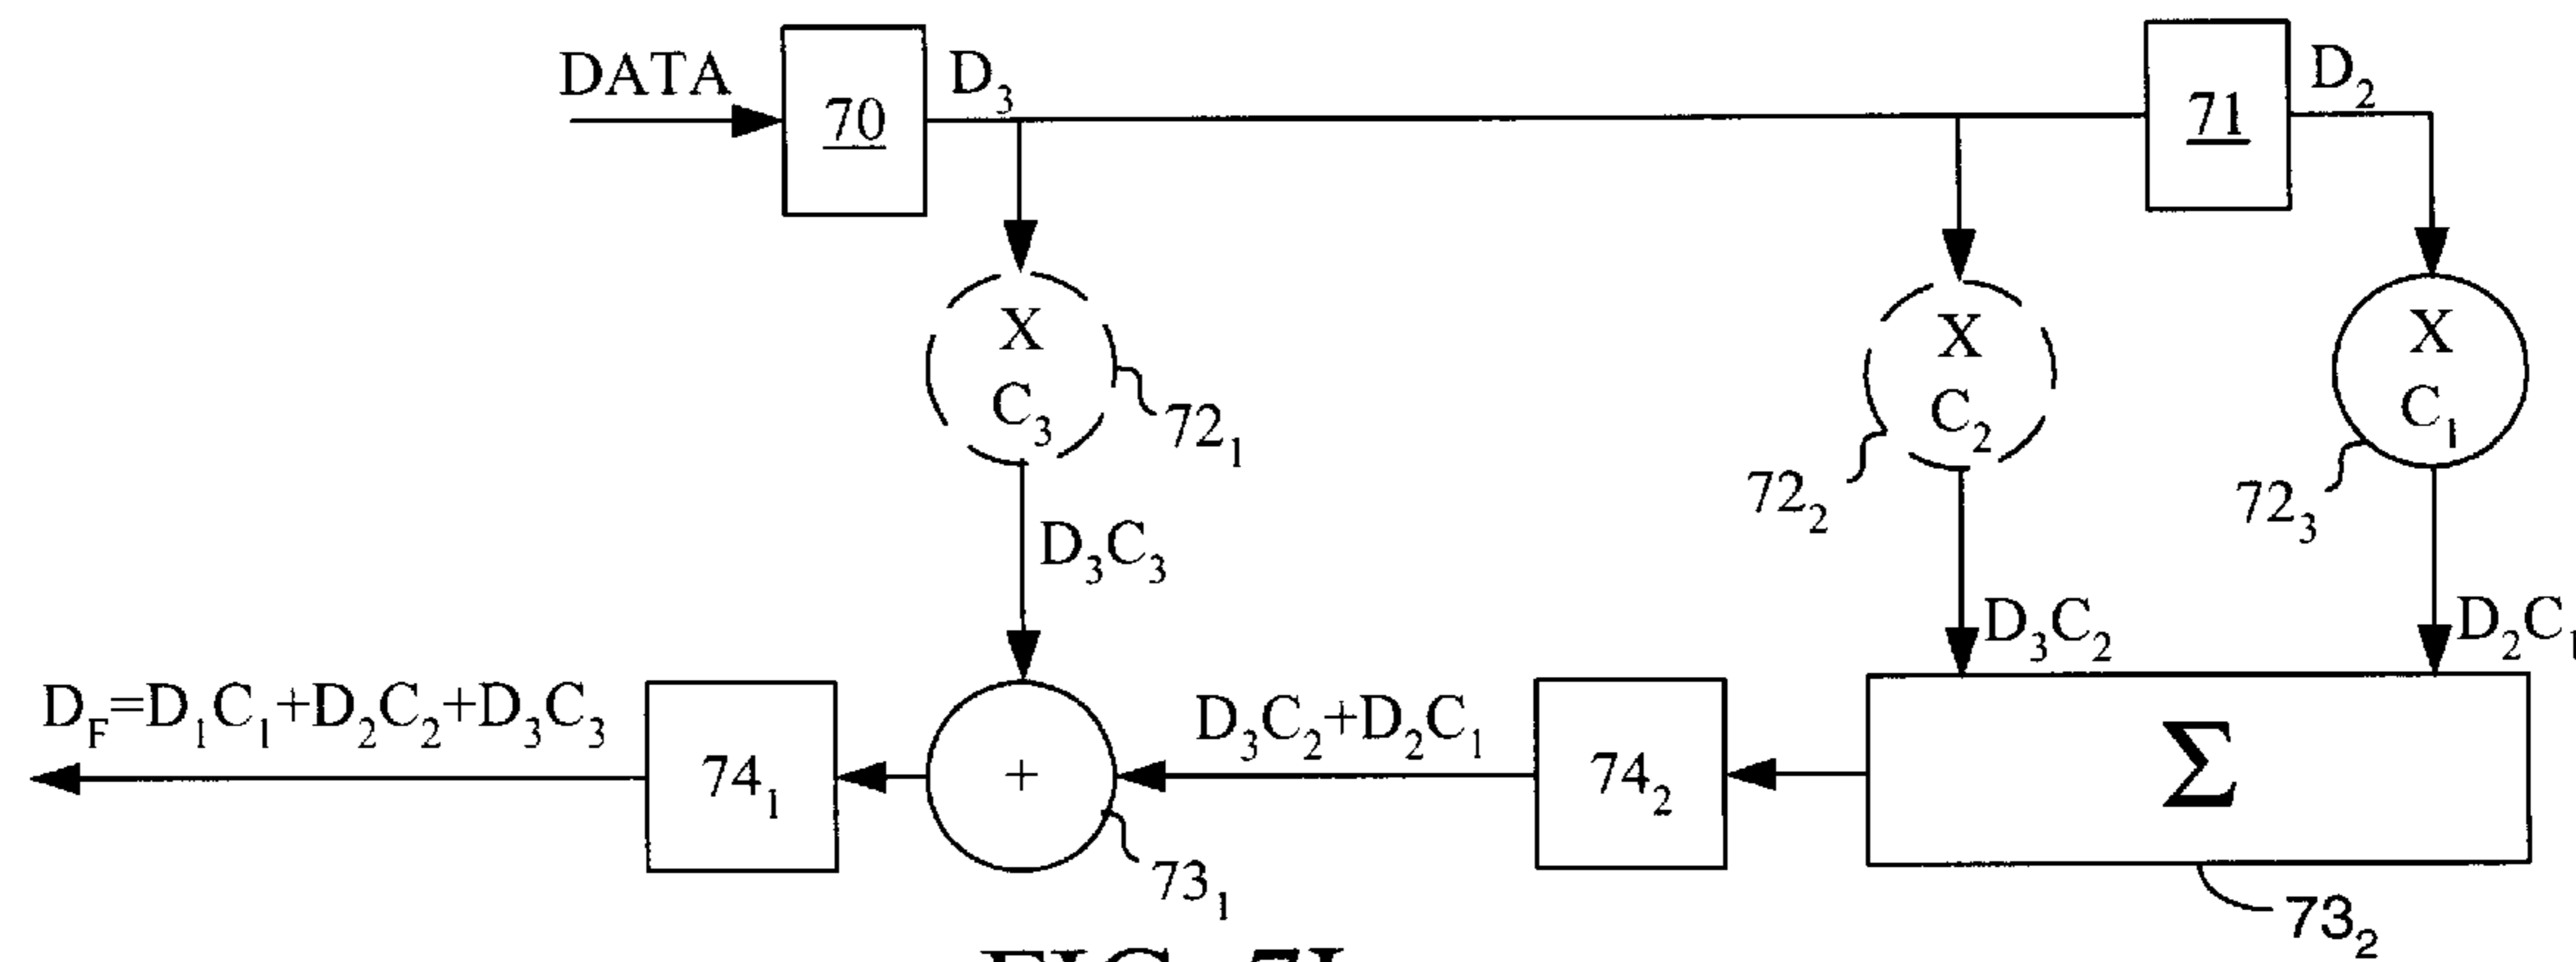 DATA
70
D₃
71
D₂
X
C₃
72₁
X
C₂
72₂
X
C₁
72₃
D₃C₃
D₃C₂
D₂C₁
D_F=D₁C₁+D₂C₂+D₃C₃
74₁
+
73₁
D₃C₂+D₂C₁
74₂
Σ
73₂